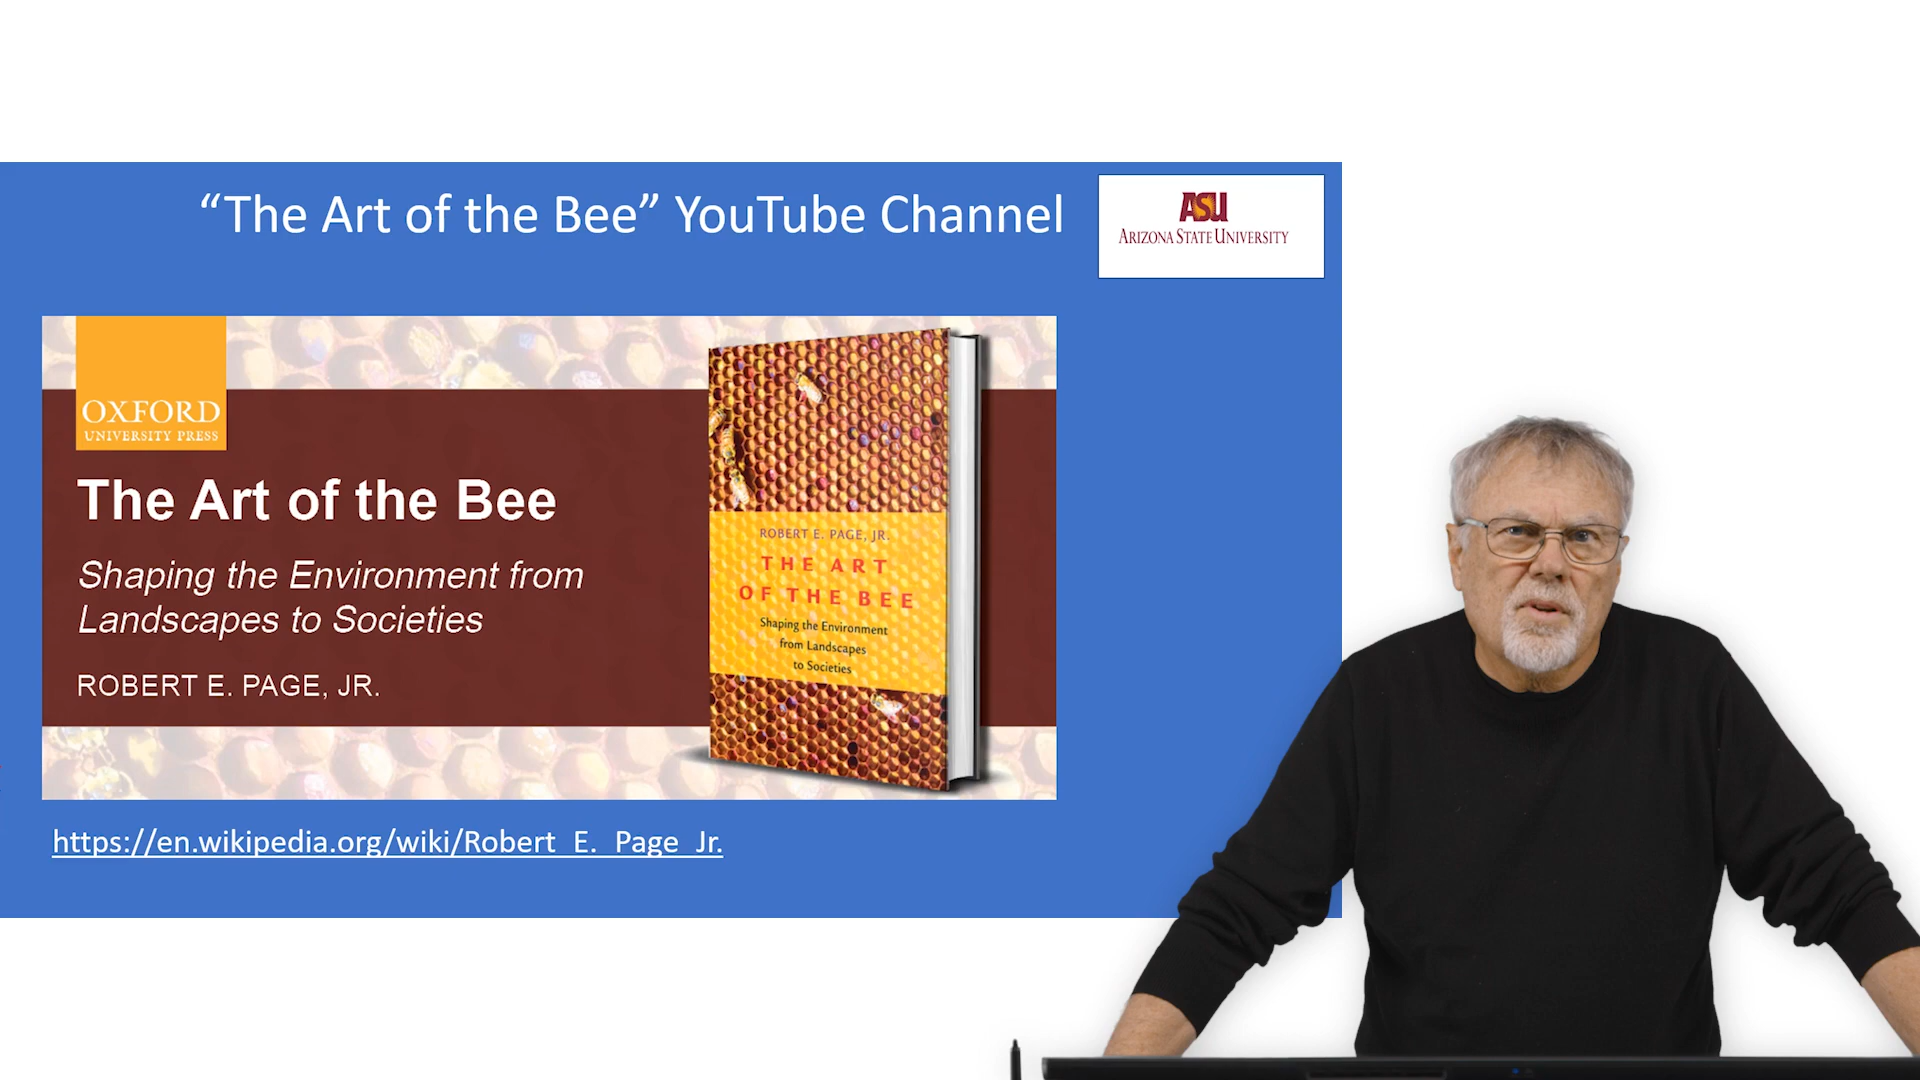 “The Art of the Bee” YouTube Channel
ASU
ARIZONA STATE UNIVERSITY
OXFORD
UNIVERSITY PRESS
The Art of the Bee
Shaping the Environment from
Landscapes to Societies
ROBERT E. PAGE, JR.
ROBERT E. PAGE, JR.
THE ART
OF THE BEE
Shaping the Environment
from Landscapes
to Societies
https://en.wikipedia.org/wiki/Robert_E._Page_Jr.